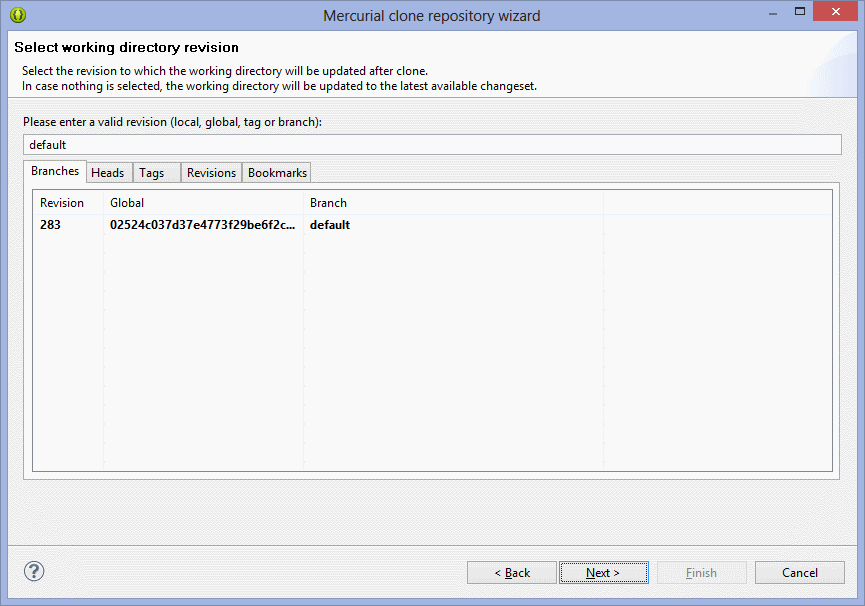 Mercurial clone repository wizard
Select working directory revision
Select the revision to which the working directory will be updated after clone.
In case nothing is selected, the working directory will be updated to the latest available changeset.
Please enter a valid revision (local, global, tag or branch):
default
Branches Heads Tags Revisions Bookmarks
Revision Global Branch
283 02524c037d37e4773f29be6f2c... default
? < Back Next > Finish Cancel